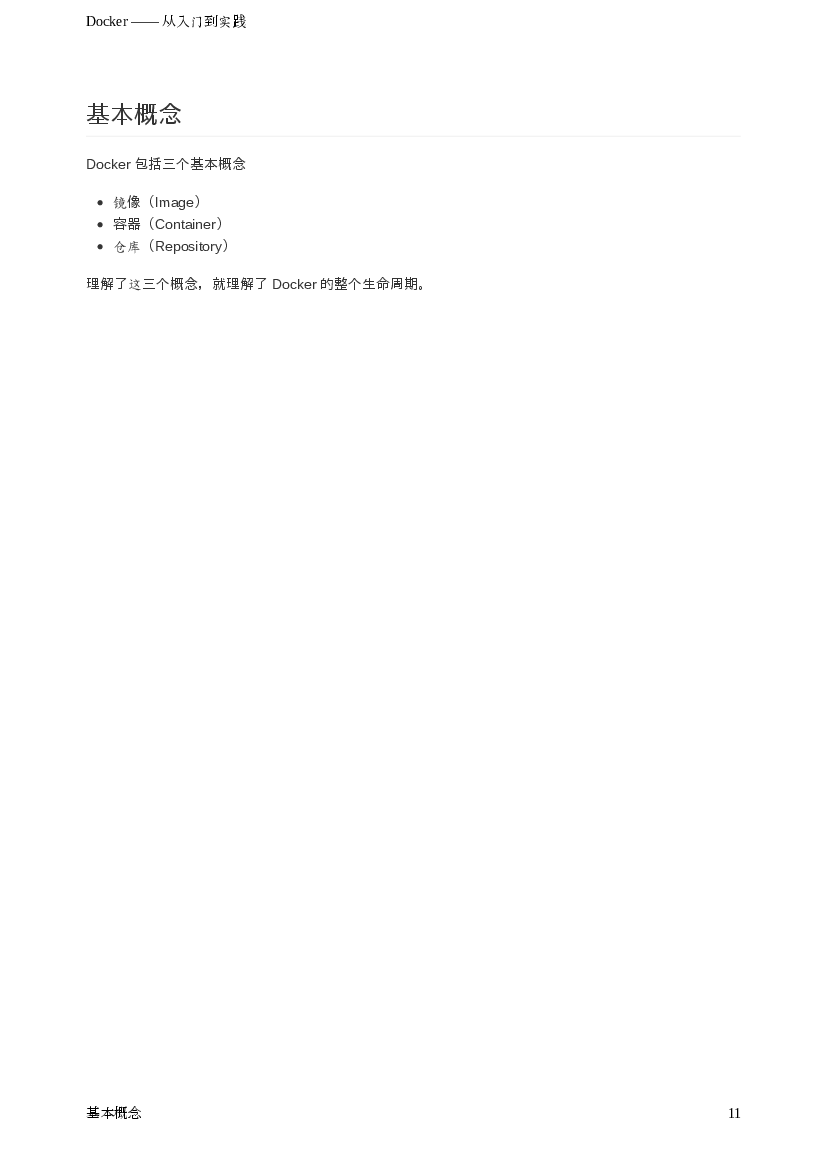 Docker —— 从入门到实践
基本概念
Docker 包括三个基本概念
• 镜像（Image）
• 容器（Container）
• 仓库（Repository）
理解了这三个概念，就理解了 Docker 的整个生命周期。
基本概念 11